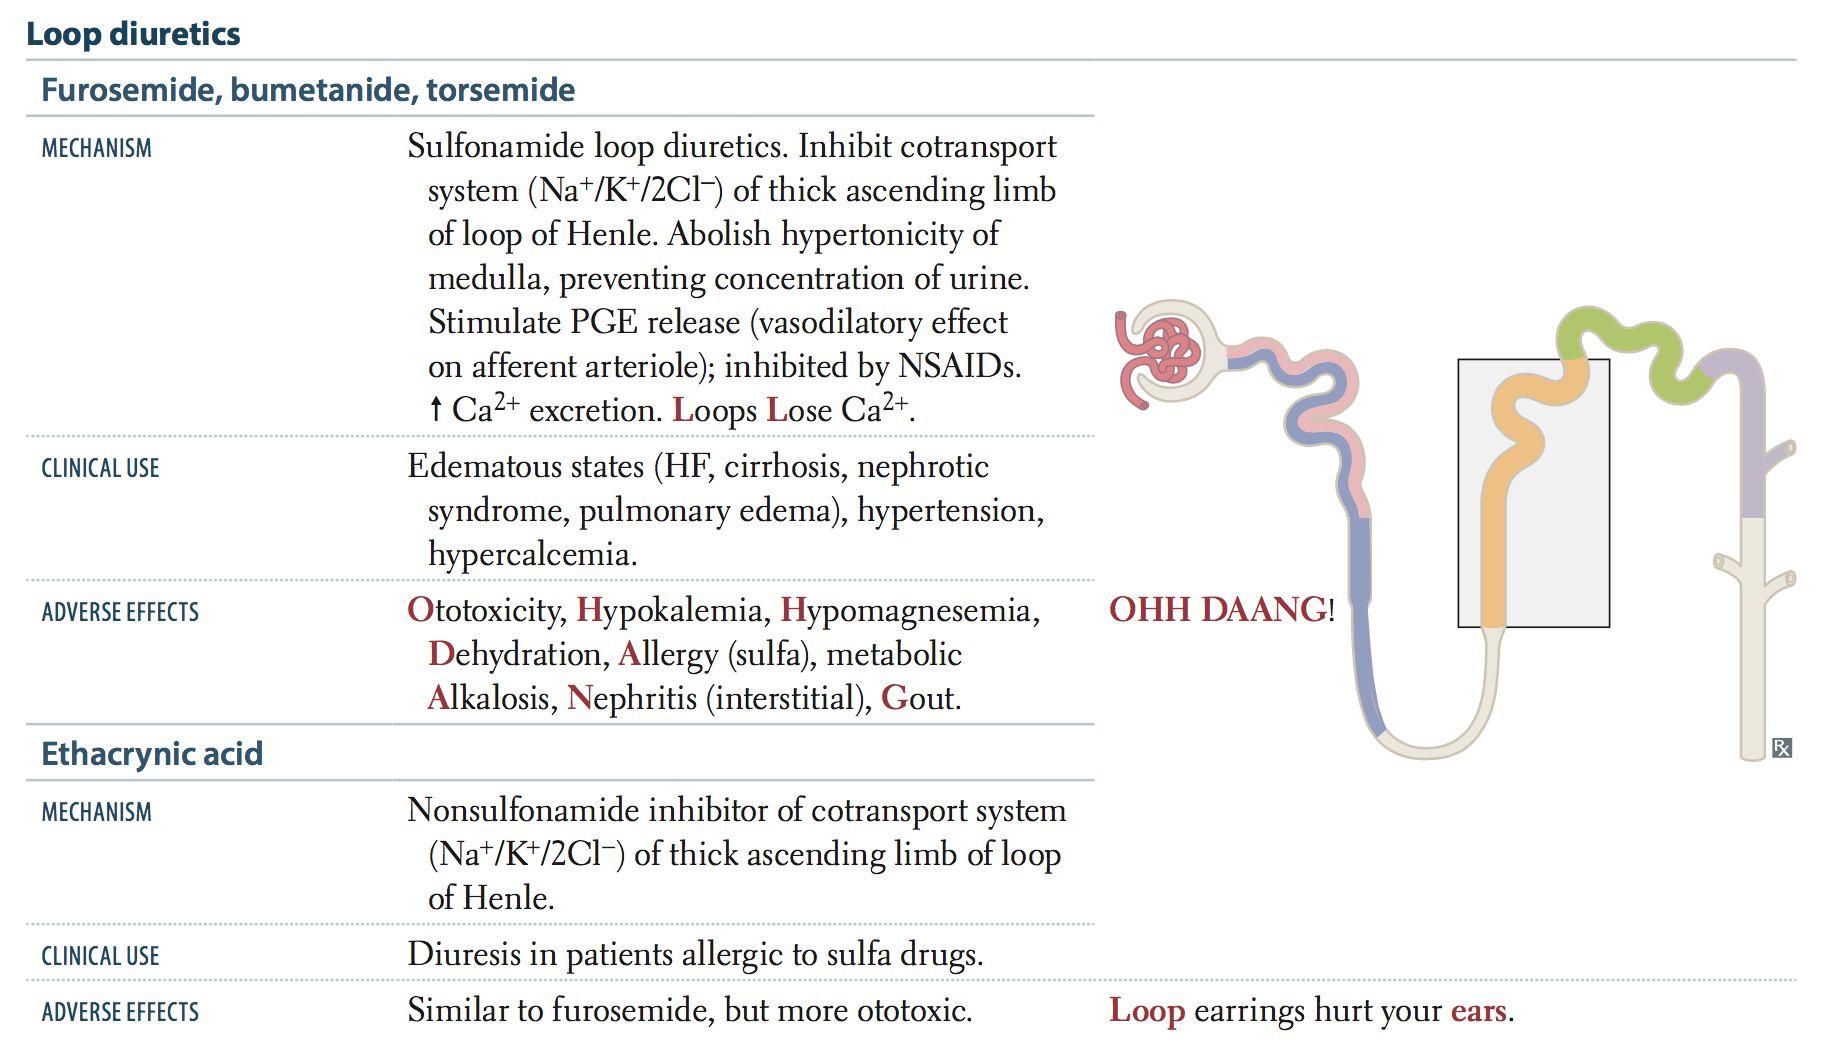 Loop diuretics
Furosemide, bumetanide, torsemide
MECHANISM
Sulfonamide loop diuretics. Inhibit cotransport
system (Na⁺/K⁺/2Cl⁻) of thick ascending limb
of loop of Henle. Abolish hypertonicity of
medulla, preventing concentration of urine.
Stimulate PGE release (vasodilatory effect
on afferent arteriole); inhibited by NSAIDs.
↑ Ca²⁺ excretion. Loops Lose Ca²⁺.
CLINICAL USE
Edematous states (HF, cirrhosis, nephrotic
syndrome, pulmonary edema), hypertension,
hypercalcemia.
ADVERSE EFFECTS
Ototoxicity, Hypokalemia, Hypomagnesemia,
Dehydration, Allergy (sulfa), metabolic
Alkalosis, Nephritis (interstitial), Gout.
OHH DAANG!
Rx
Ethacrynic acid
MECHANISM
Nonsulfonamide inhibitor of cotransport system
(Na⁺/K⁺/2Cl⁻) of thick ascending limb of loop
of Henle.
CLINICAL USE
Diuresis in patients allergic to sulfa drugs.
ADVERSE EFFECTS
Similar to furosemide, but more ototoxic.
Loop earrings hurt your ears.